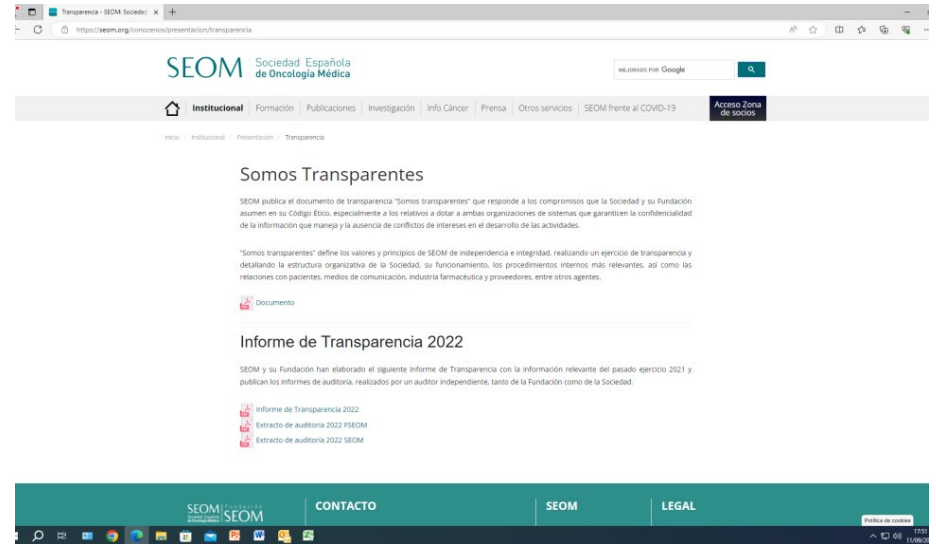 Transparencia - SEOM: Sociedad
https://seom.org/conocenos/presentacion/transparencia
SEOM Sociedad Española
de Oncología Médica
MEJORADO POR Google
Institucional Formación Publicaciones Investigación Info Cáncer Prensa Otros servicios SEOM frente al COVID-19
Acceso Zona
de socios
Inicio Institucional Presentación Transparencia
Somos Transparentes
SEOM publica el documento de transparencia "Somos transparentes" que responde a los compromisos que la Sociedad y su Fundación
asumen en su Código Ético, especialmente a los relativos a dotar a ambas organizaciones de sistemas que garanticen la confidencialidad
de la información que maneja y la ausencia de conflictos de intereses en el desarrollo de las actividades.
"Somos transparentes" define los valores y principios de SEOM de independencia e integridad, realizando un ejercicio de transparencia y
detallando la estructura organizativa de la Sociedad, su funcionamiento, los procedimientos internos más relevantes, así como las
relaciones con pacientes, medios de comunicación, industria farmacéutica y proveedores, entre otros agentes.
Documento
Informe de Transparencia 2022
SEOM y su Fundación han elaborado el siguiente Informe de Transparencia con la información relevante del pasado ejercicio 2021 y
publican los informes de auditoría, realizados por un auditor independiente, tanto de la Fundación como de la Sociedad.
Informe de Transparencia 2022
Extracto de auditoría 2022 FSEOM
Extracto de auditoría 2022 SEOM
SEOM Fundación SEOM
CONTACTO
SEOM
LEGAL
Política de cookies
17:51
11/09/20